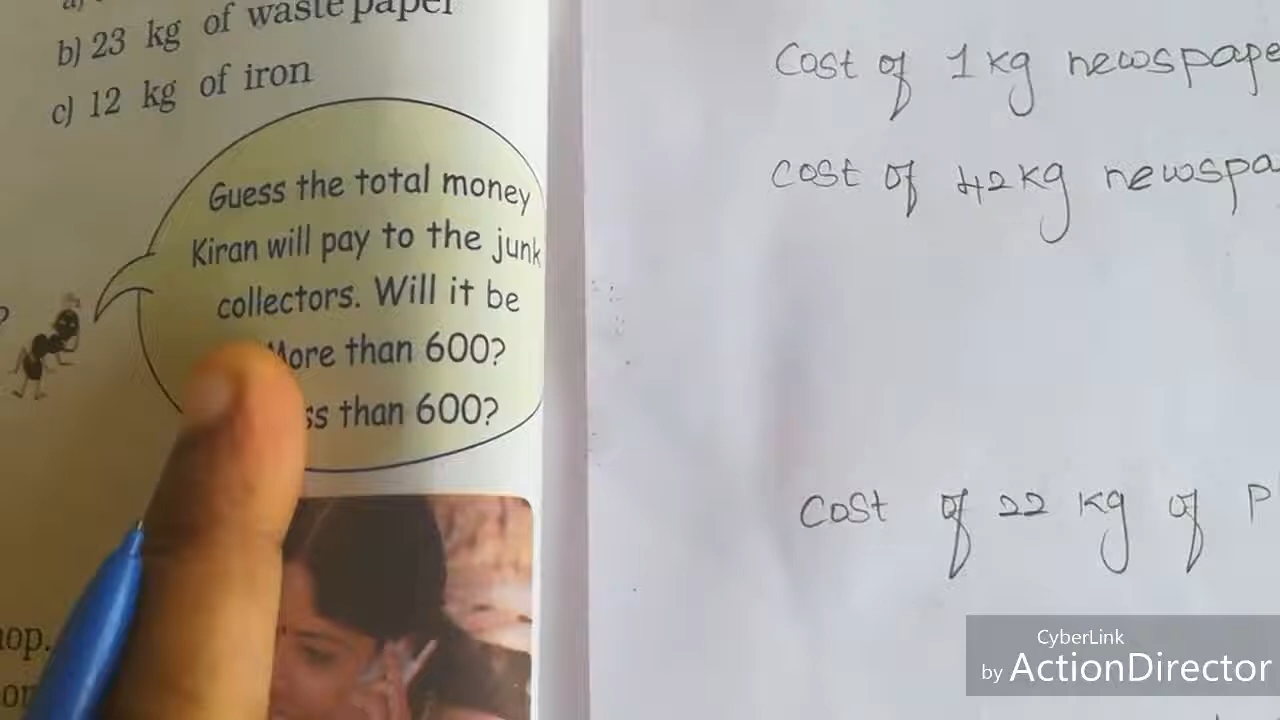 b) 23 kg of waste paper
c) 12 kg of iron
Guess the total money
Kiran will pay to the junk
collectors. Will it be
More than 600?
than 600?
Cost of 1 kg newspape
Cost of 42 kg newspa
Cost of 22 kg of P
CyberLink
by ActionDirector